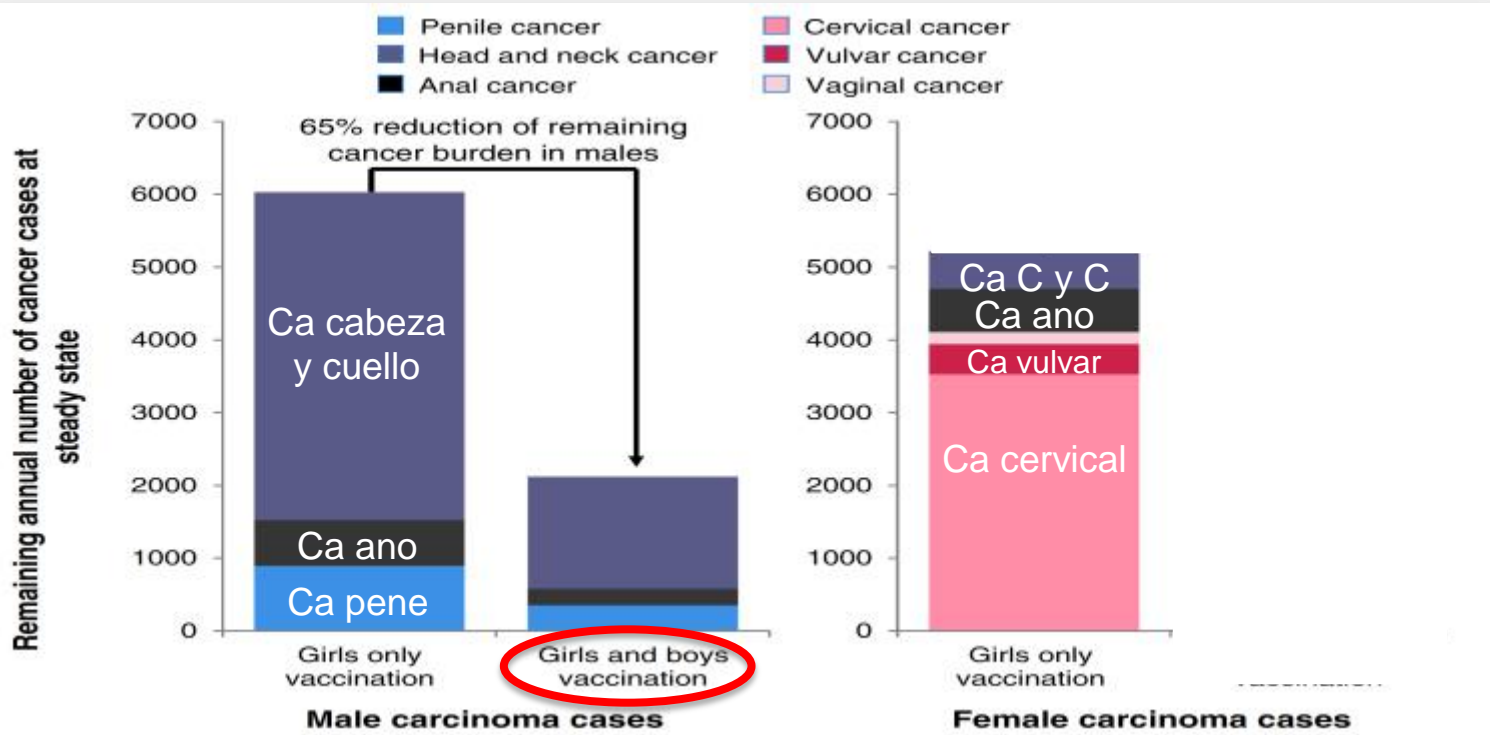 Penile cancer
Head and neck cancer
Anal cancer
Cervical cancer
Vulvar cancer
Vaginal cancer
Remaining annual number of cancer cases at
steady state
7000
6000
5000
4000
3000
2000
1000
0
65% reduction of remaining
cancer burden in males
Ca cabeza
y cuello
Ca ano
Ca pene
Girls only
vaccination
Girls and boys
vaccination
Male carcinoma cases
7000
6000
5000
4000
3000
2000
1000
0
Ca C y C
Ca ano
Ca vulvar
Ca cervical
Girls only
vaccination
Female carcinoma cases